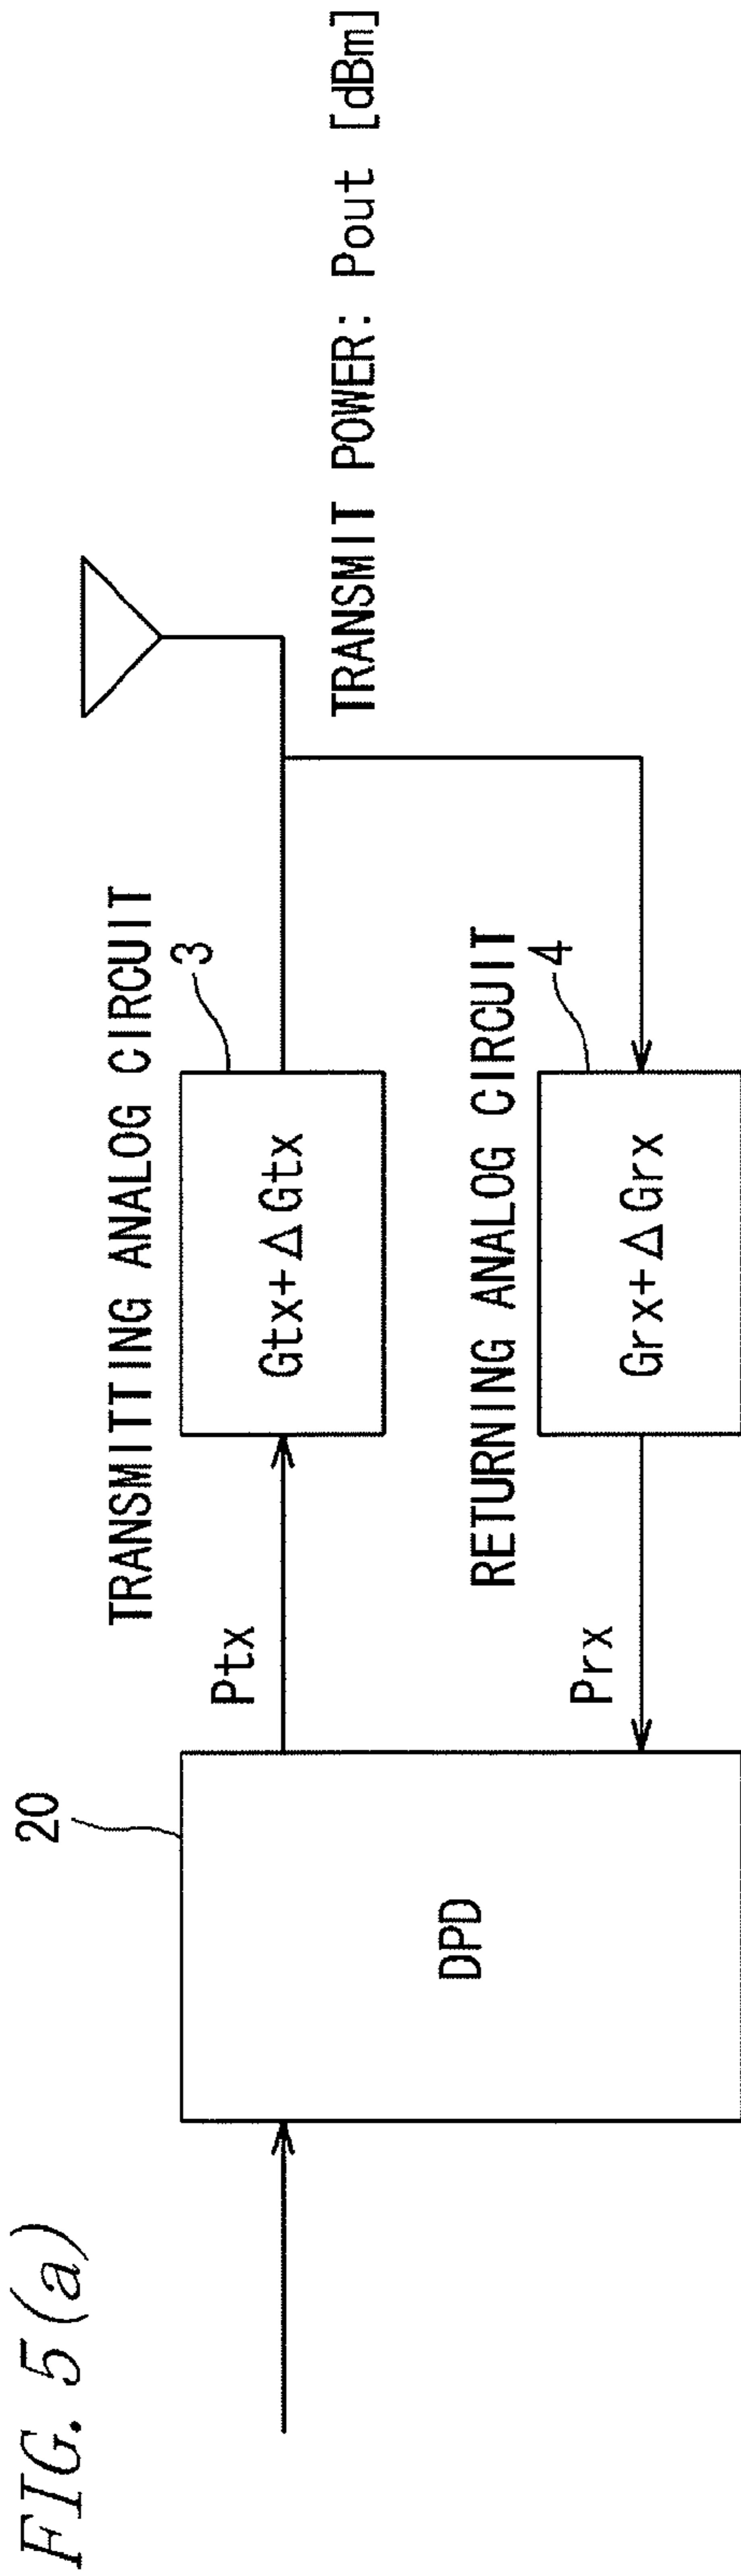 FIG. 5(a)
20
DPD
Ptx
Prx
TRANSMITTING ANALOG CIRCUIT
3
Gtx+ΔGtx
RETURNING ANALOG CIRCUIT
4
Grx+ΔGrx
TRANSMIT POWER: Pout [dBm]